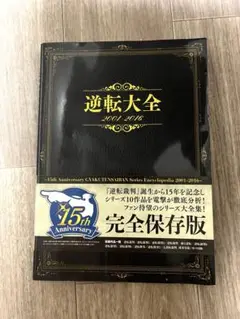 逆転大全
2001-2016
15th Anniversary GYAKUTENSAIBAN Series Encyclopedia 2001-2016
15th
Anniversary
「逆転裁判」誕生から15年を記念し
シリーズ10作品を電撃が徹底分析!
ファン待望のシリーズ大全集!
完全保存版